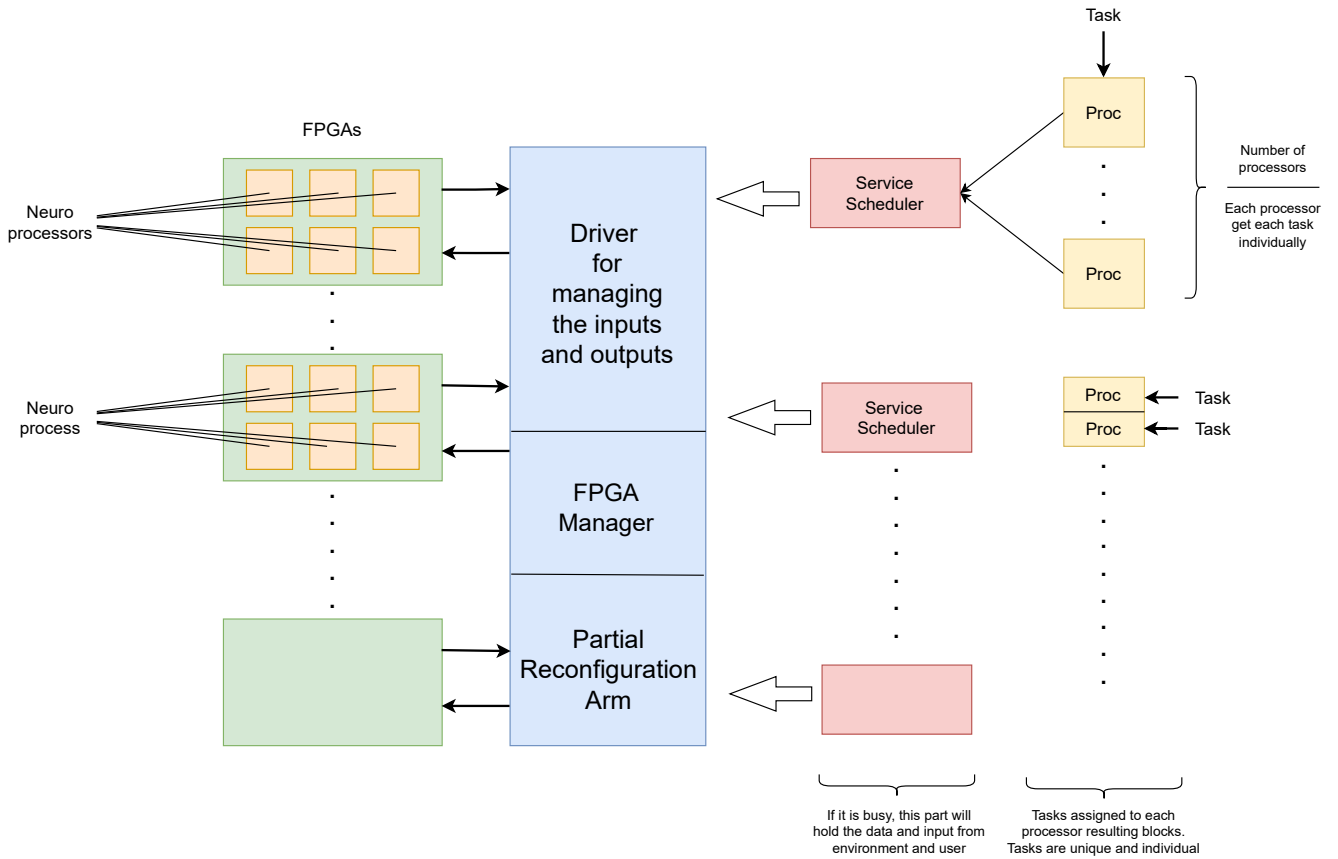 Task
FPGAs
Proc
Neuro
processors
Driver
for
managing
the inputs
and outputs
Service
Scheduler
Number of
processors
Each processor
get each task
individually
Proc
Neuro
process
Service
Scheduler
Proc
Task
Proc
Task
FPGA
Manager
Partial
Reconfiguration
Arm
If it is busy, this part will
hold the data and input from
environment and user
Tasks assigned to each
processor resulting blocks.
Tasks are unique and individual